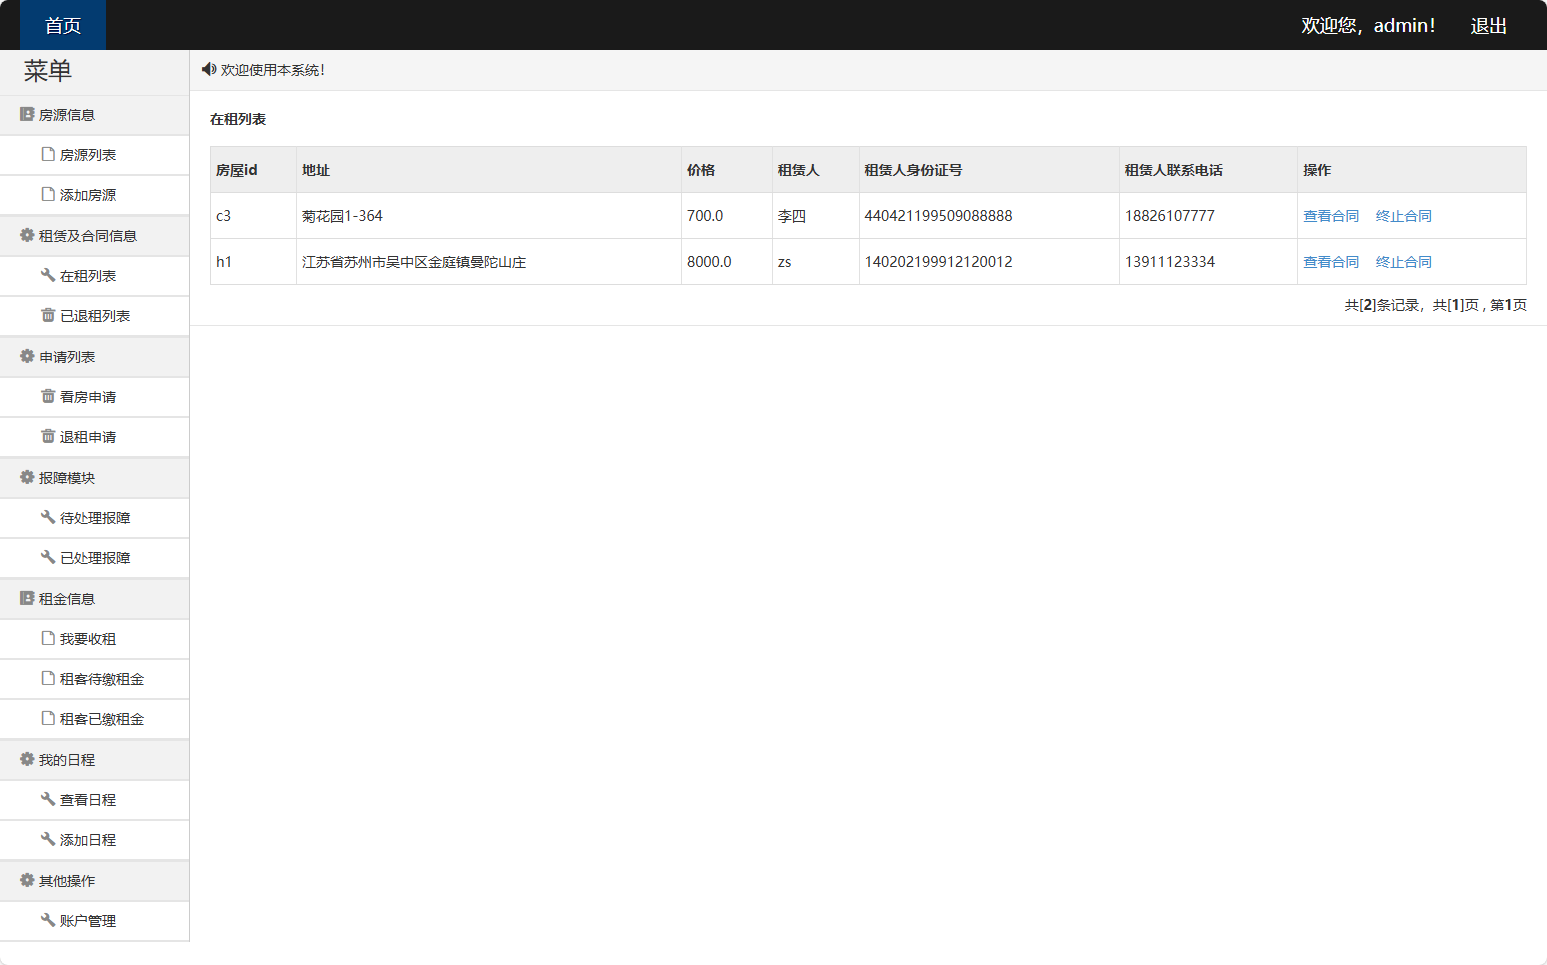 首页
欢迎您，admin！ 退出
菜单
房源信息
房源列表
添加房源
租赁及合同信息
在租列表
已退租列表
申请列表
看房申请
退租申请
报障模块
待处理报障
已处理报障
租金信息
我要收租
租客待缴租金
租客已缴租金
我的日程
查看日程
添加日程
其他操作
账户管理
欢迎使用本系统！
在租列表
房屋id 地址 价格 租赁人 租赁人身份证号 租赁人联系电话 操作
c3 菊花园1-364 700.0 李四 440421199509088888 18826107777 查看合同 终止合同
h1 江苏省苏州市吴中区金庭镇曼陀山庄 8000.0 zs 140202199912120012 13911123334 查看合同 终止合同
共[2]条记录，共[1]页 , 第1页